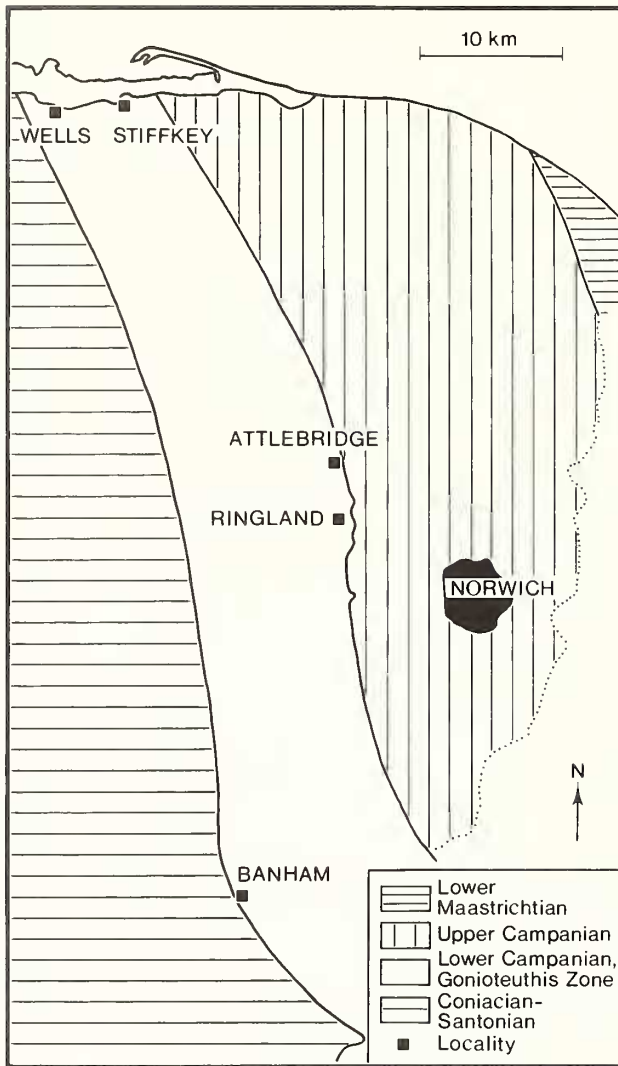 10 km
WELLS STIFFKEY
ATTLEBRIDGE
RINGLAND
NORWICH
N
BANHAM
Lower
Maastrichtian
Upper Campanian
Lower Campanian,
Gonioteuthis Zone
Coniacian-
Santonian
Locality